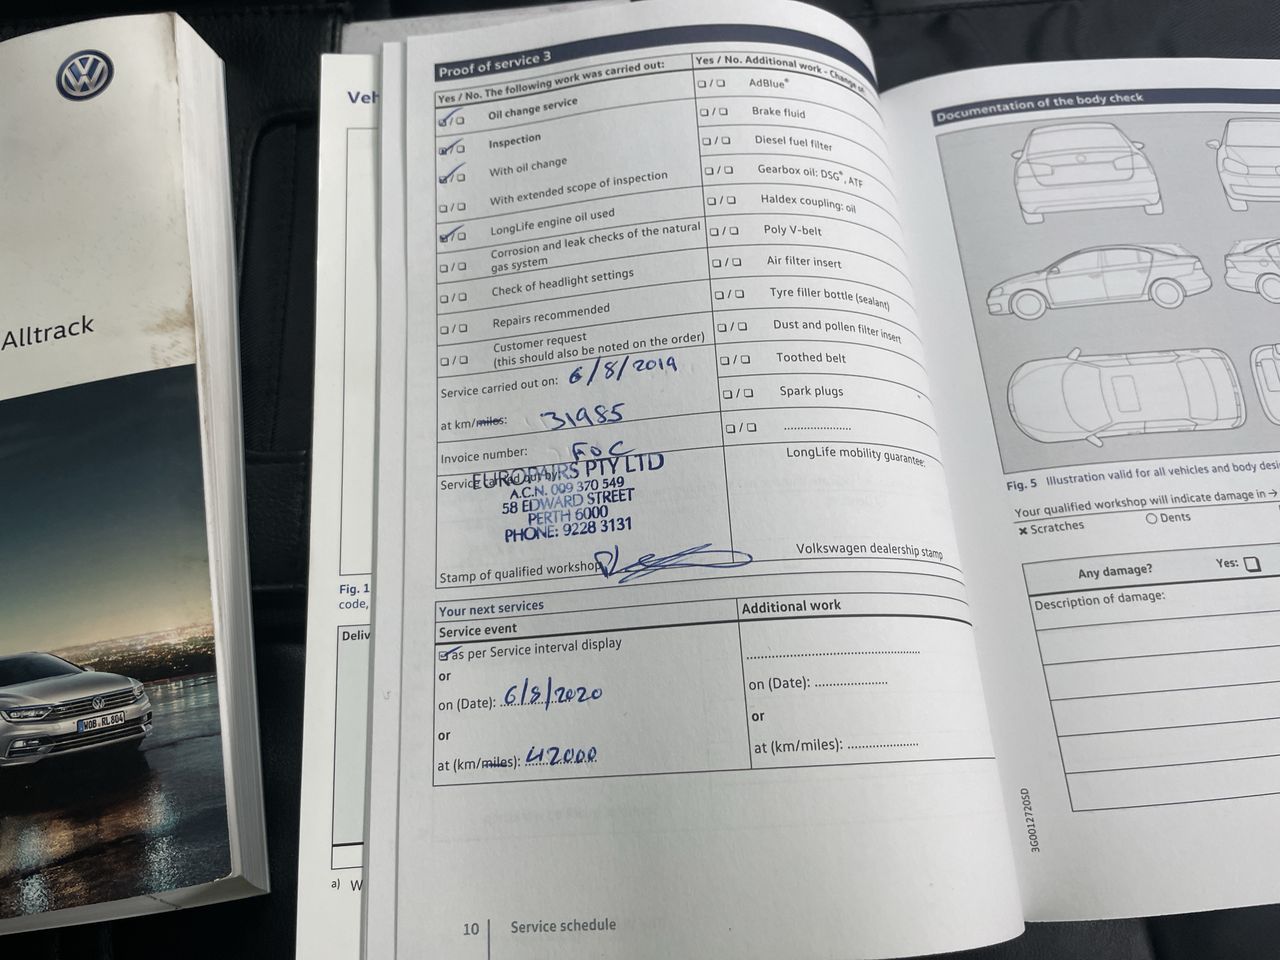 VW
Alltrack
WOB RL 804
Veh
Fig. 1
code,
Deliv
a) W
Proof of service 3
Yes / No. The following work was carried out:
☑/☐ Oil change service
☑/☐ Inspection
☑/☐ With oil change
☐/☐ With extended scope of inspection
☑/☐ LongLife engine oil used
☐/☐ Corrosion and leak checks of the natural
gas system
☐/☐ Check of headlight settings
☐/☐ Repairs recommended
☐/☐ Customer request
(this should also be noted on the order)
Service carried out on: 6/8/2019
at km/miles: 31985
Invoice number: FOC
Service carried out by:
EUROPAIRS PTY LTD
A.C.N. 009 370 549
58 EDWARD STREET
PERTH 6000
PHONE: 9228 3131
Stamp of qualified workshop
Yes / No. Additional work - Change of
☐/☐ AdBlue®
☐/☐ Brake fluid
☐/☐ Diesel fuel filter
☐/☐ Gearbox oil: DSG®, ATF
☐/☐ Haldex coupling: oil
☐/☐ Poly V-belt
☐/☐ Air filter insert
☐/☐ Tyre filler bottle (sealant)
☐/☐ Dust and pollen filter insert
☐/☐ Toothed belt
☐/☐ Spark plugs
☐/☐ .....................
LongLife mobility guarantee:
Volkswagen dealership stamp
Your next services
Service event
☑ as per Service interval display
or
on (Date): 6/8/2020
or
at (km/miles): 42000
Additional work
on (Date): ...................
or
at (km/miles): ..................
10 Service schedule
Documentation of the body check
Fig. 5 Illustration valid for all vehicles and body desi
Your qualified workshop will indicate damage in →
× Scratches ○ Dents
Any damage? Yes: ☐
Description of damage:
3G0012720SD